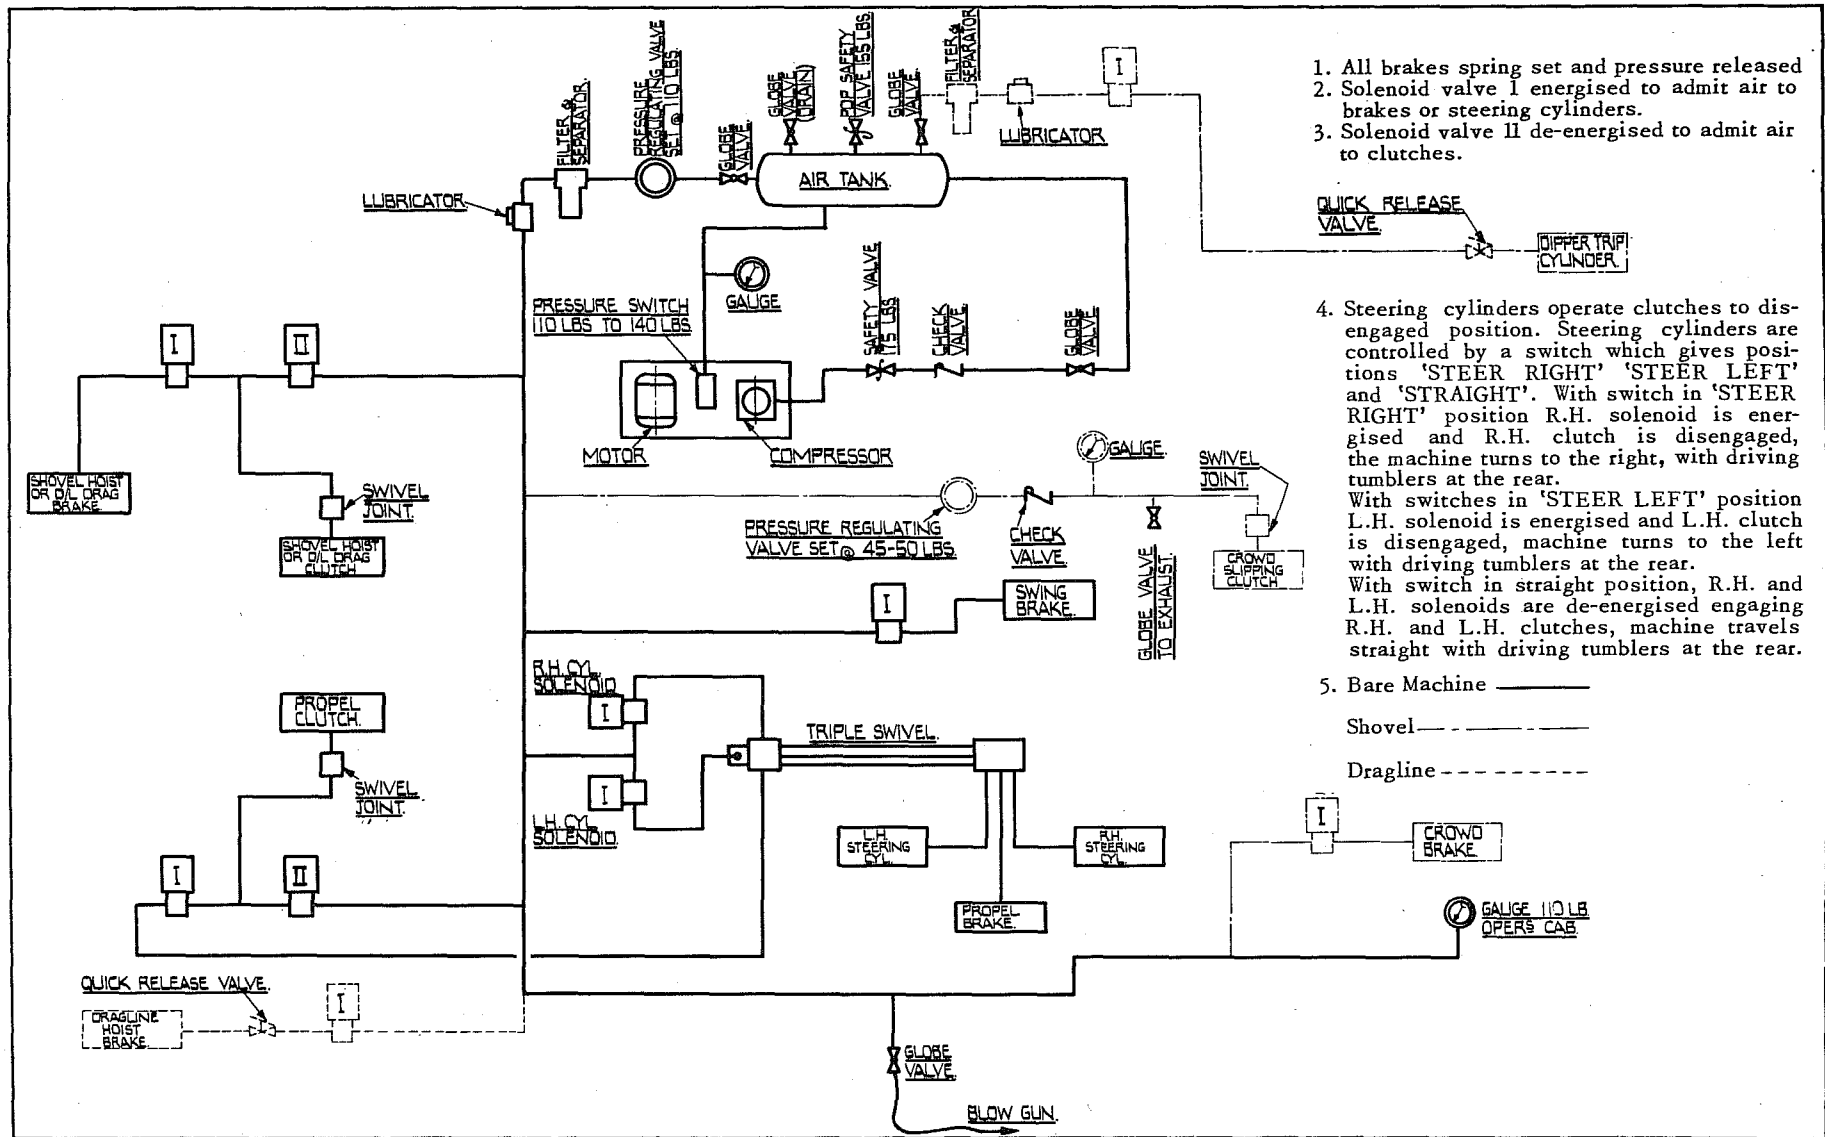 FILTER &
SEPARATOR.
PRESSURE
REGULATING VALVE
SET @ 110 LBS.
GLOBE
VALVE
GLOBE
VALVE
(DRAIN)
POP SAFETY
VALVE 155 LBS.
GLOBE
VALVE
FILTER &
SEPARATOR
LUBRICATOR
I
AIR TANK.
LUBRICATOR
1. All brakes spring set and pressure released
2. Solenoid valve I energised to admit air to
brakes or steering cylinders.
3. Solenoid valve II de-energised to admit air
to clutches.
QUICK RELEASE
VALVE.
DIPPER TRIP
CYLINDER.
4. Steering cylinders operate clutches to dis-
engaged position. Steering cylinders are
controlled by a switch which gives posi-
tions 'STEER RIGHT' 'STEER LEFT'
and 'STRAIGHT'. With switch in 'STEER
RIGHT' position R.H. solenoid is ener-
gised and R.H. clutch is disengaged,
the machine turns to the right, with driving
tumblers at the rear.
With switches in 'STEER LEFT' position
L.H. solenoid is energised and L.H. clutch
is disengaged, machine turns to the left
with driving tumblers at the rear.
With switch in straight position, R.H. and
L.H. solenoids are de-energised engaging
R.H. and L.H. clutches, machine travels
straight with driving tumblers at the rear.
5. Bare Machine
Shovel
Dragline
GAUGE
PRESSURE SWITCH
110 LBS TO 140 LBS.
SAFETY VALVE
175 LBS
CHECK
VALVE
GLOBE
VALVE
MOTOR
COMPRESSOR
I
II
SHOVEL HOIST
OR D/L DRAG
BRAKE.
SWIVEL
JOINT.
SHOVEL HOIST
OR D/L DRAG
CLUTCH
GAUGE.
SWIVEL
JOINT.
PRESSURE REGULATING
VALVE SET @ 45-50 LBS.
CHECK
VALVE
GLOBE VALVE
TO EXHAUST.
CROWD
SLIPPING
CLUTCH
I
SWING
BRAKE.
R.H. CYL.
SOLENOID
I
I
L.H. CYL.
SOLENOID.
TRIPLE SWIVEL.
PROPEL
CLUTCH.
SWIVEL
JOINT.
I
II
L.H.
STEERING
CYL.
R.H.
STEERING
CYL.
PROPEL
BRAKE.
I
CROWD
BRAKE.
GAUGE 110 LB.
OPERS CAB.
QUICK RELEASE VALVE.
I
DRAGLINE
HOIST
BRAKE.
GLOBE
VALVE.
BLOW GUN.